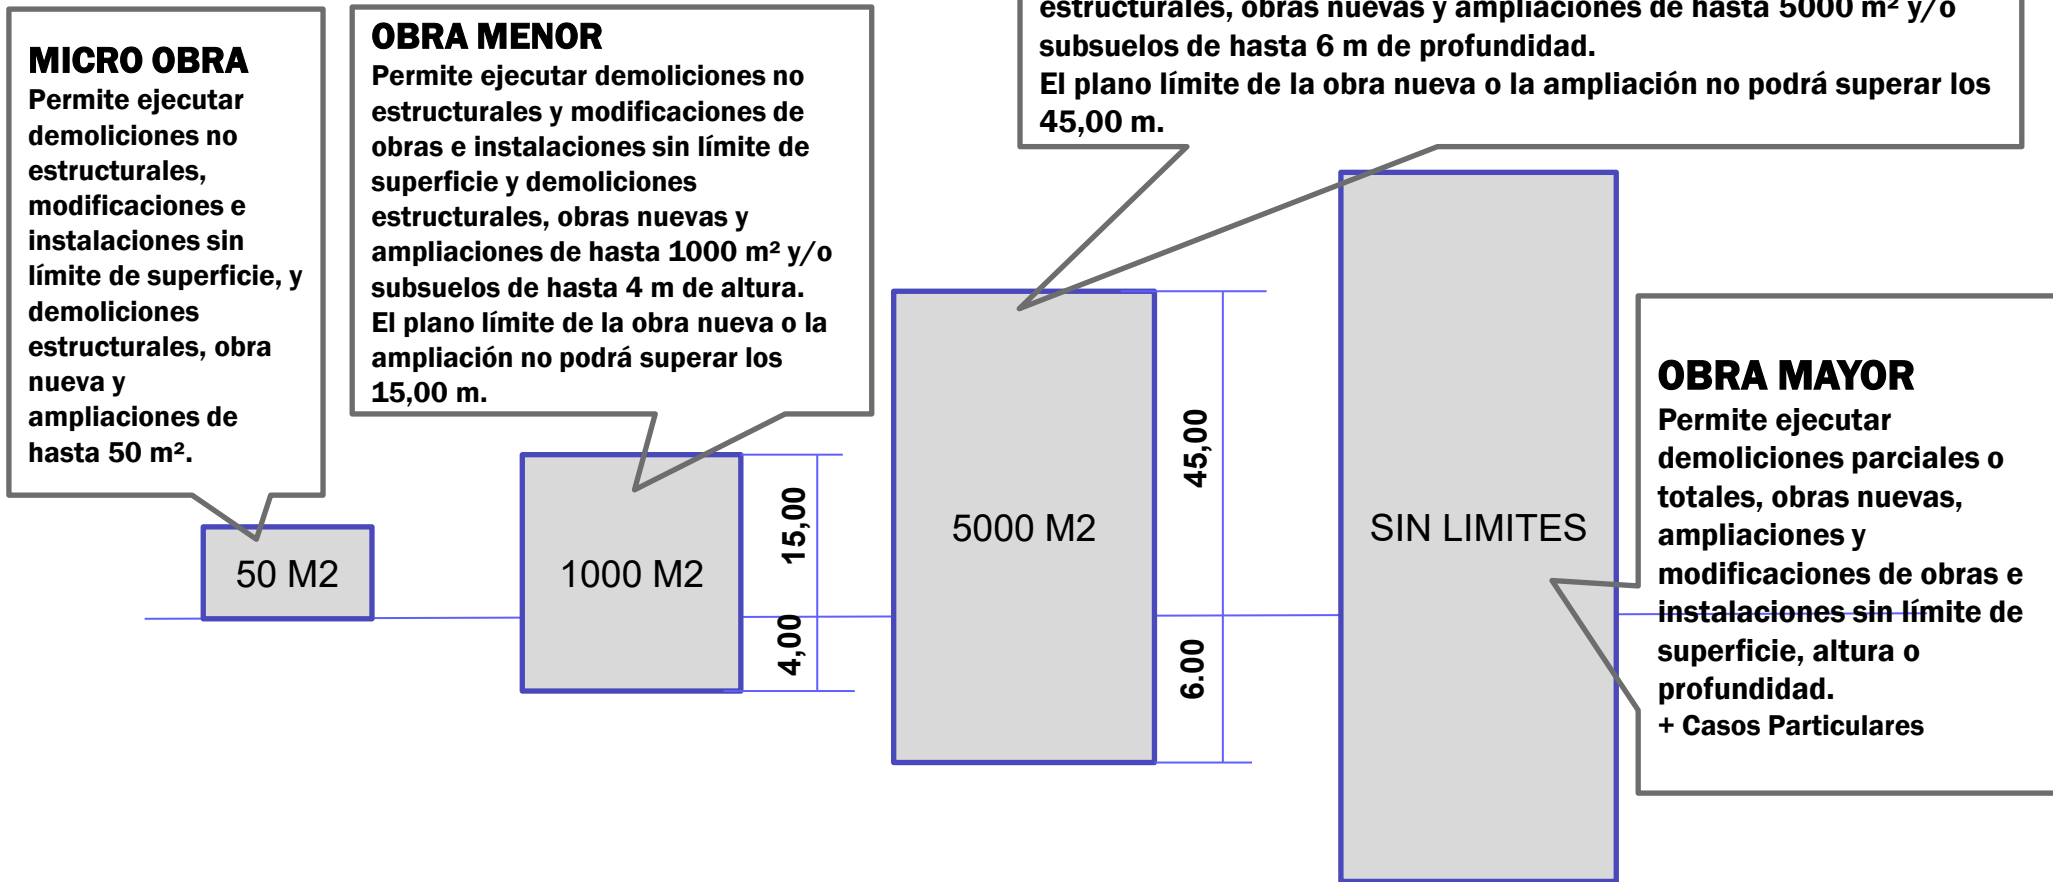 MICRO OBRA
Permite ejecutar
demoliciones no
estructurales,
modificaciones e
instalaciones sin
límite de superficie, y
demoliciones
estructurales, obra
nueva y
ampliaciones de
hasta 50 m².
OBRA MENOR
Permite ejecutar demoliciones no
estructurales y modificaciones de
obras e instalaciones sin límite de
superficie y demoliciones
estructurales, obras nuevas y
ampliaciones de hasta 1000 m² y/o
subsuelos de hasta 4 m de altura.
El plano límite de la obra nueva o la
ampliación no podrá superar los
15,00 m.
estructurales, obras nuevas y ampliaciones de hasta 5000 m² y/o
subsuelos de hasta 6 m de profundidad.
El plano límite de la obra nueva o la ampliación no podrá superar los
45,00 m.
OBRA MAYOR
Permite ejecutar
demoliciones parciales o
totales, obras nuevas,
ampliaciones y
modificaciones de obras e
instalaciones sin límite de
superficie, altura o
profundidad.
+ Casos Particulares
50 M2
1000 M2
15,00
4,00
5000 M2
45,00
6.00
SIN LIMITES